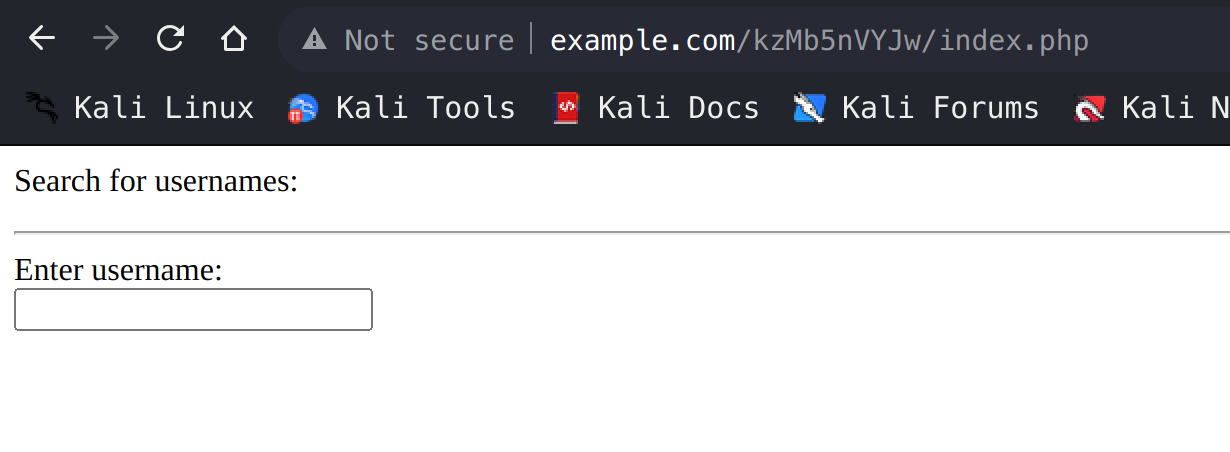 Not secure example.com/kzMb5nVYJw/index.php
Kali Linux Kali Tools Kali Docs Kali Forums Kali N
Search for usernames:
Enter username: